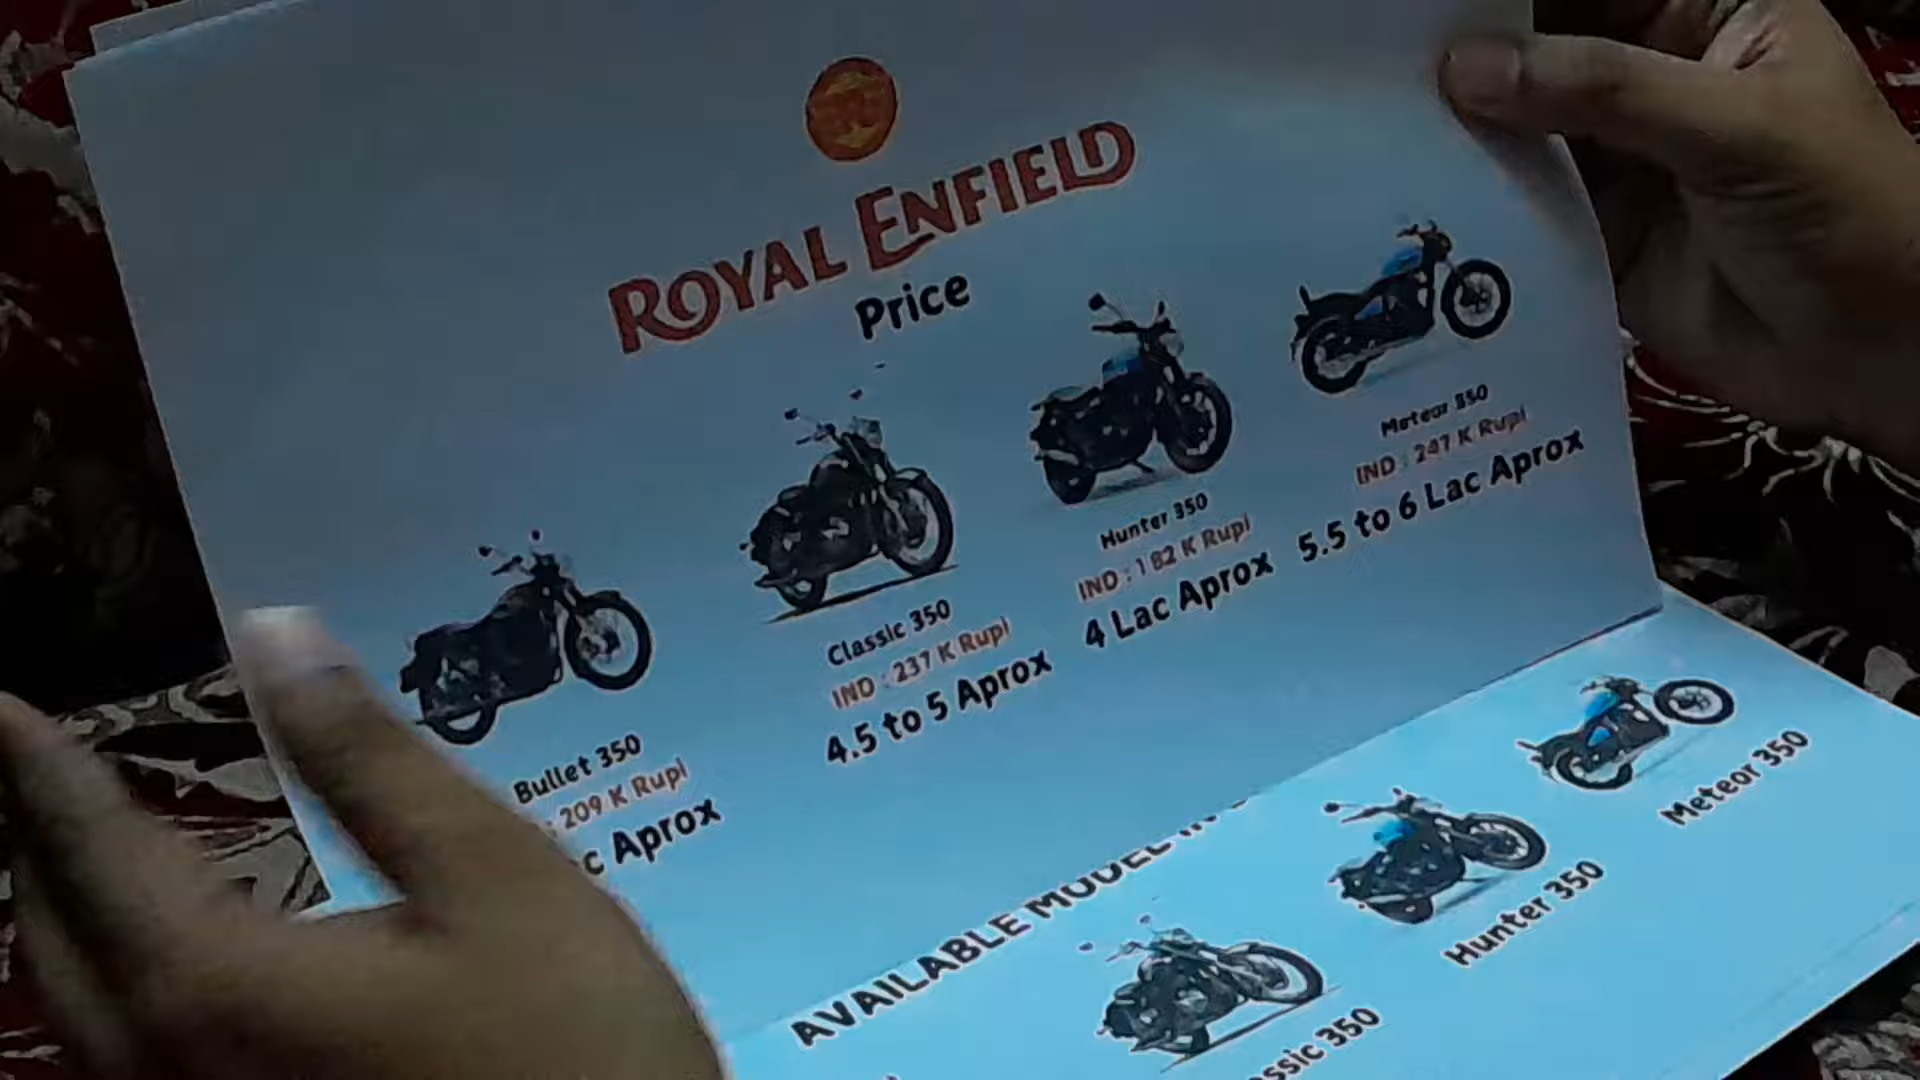 ROYAL ENFIELD
Price
Bullet 350
: 209 K Rupi
Aprox
Classic 350
IND : 237 K Rupi
4.5 to 5 Aprox
Hunter 350
IND : 182 K Rupi
4 Lac Aprox
Meteor 350
IND : 247 K Rupi
5.5 to 6 Lac Aprox
AVAILABLE MODEL
350
Hunter 350
Meteor 350